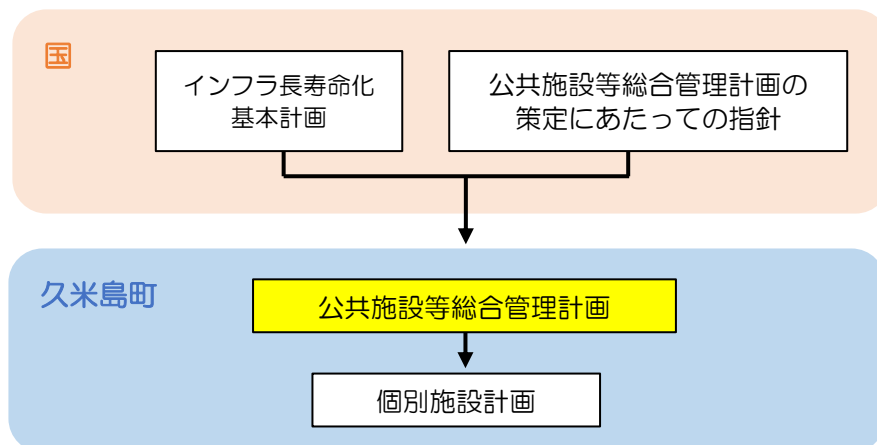 国
インフラ長寿命化
基本計画
公共施設等総合管理計画の
策定にあたっての指針
久米島町
公共施設等総合管理計画
個別施設計画